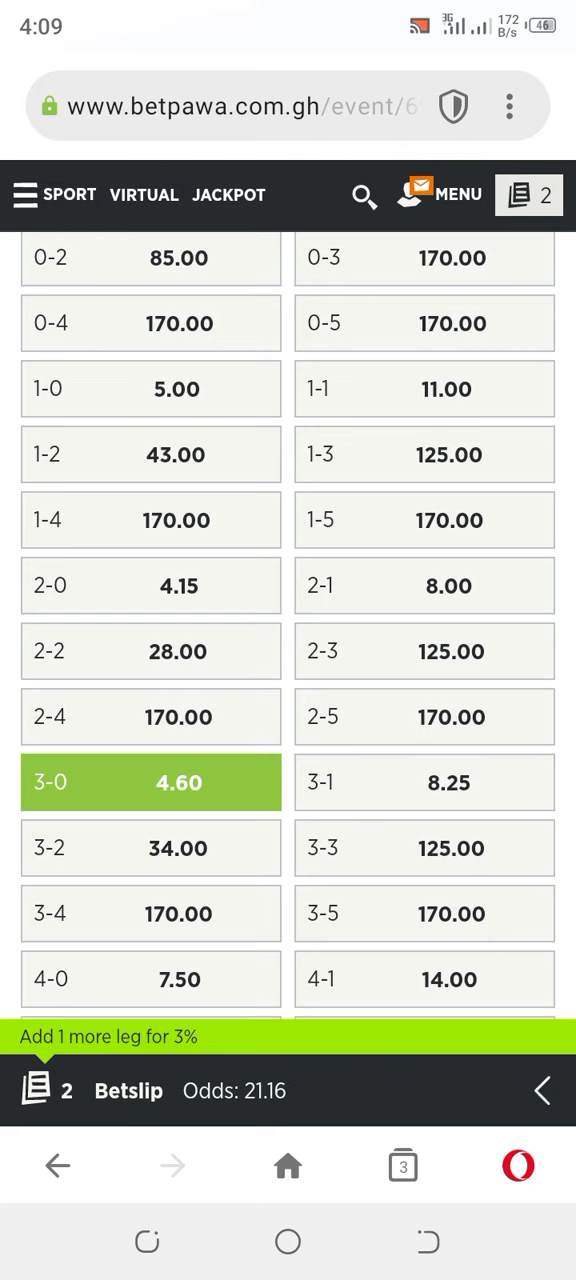 4:09
3G 172 B/s 46
www.betpawa.com.gh/event/6
SPORT VIRTUAL JACKPOT MENU 2
0-2 85.00 0-3 170.00
0-4 170.00 0-5 170.00
1-0 5.00 1-1 11.00
1-2 43.00 1-3 125.00
1-4 170.00 1-5 170.00
2-0 4.15 2-1 8.00
2-2 28.00 2-3 125.00
2-4 170.00 2-5 170.00
3-0 4.60 3-1 8.25
3-2 34.00 3-3 125.00
3-4 170.00 3-5 170.00
4-0 7.50 4-1 14.00
Add 1 more leg for 3%
2 Betslip Odds: 21.16
3